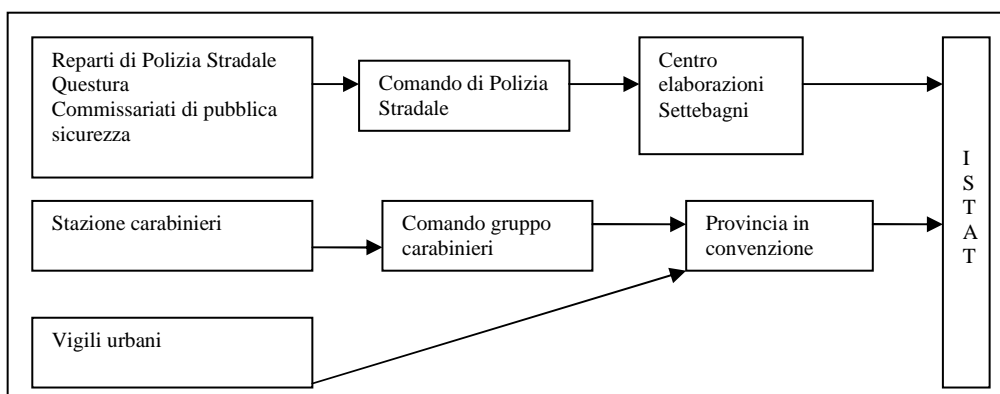 Reparti di Polizia Stradale
Questura
Commissariati di pubblica
sicurezza
Comando di Polizia
Stradale
Centro
elaborazioni
Settebagni
Stazione carabinieri
Comando gruppo
carabinieri
Provincia in
convenzione
Vigili urbani
I
S
T
A
T